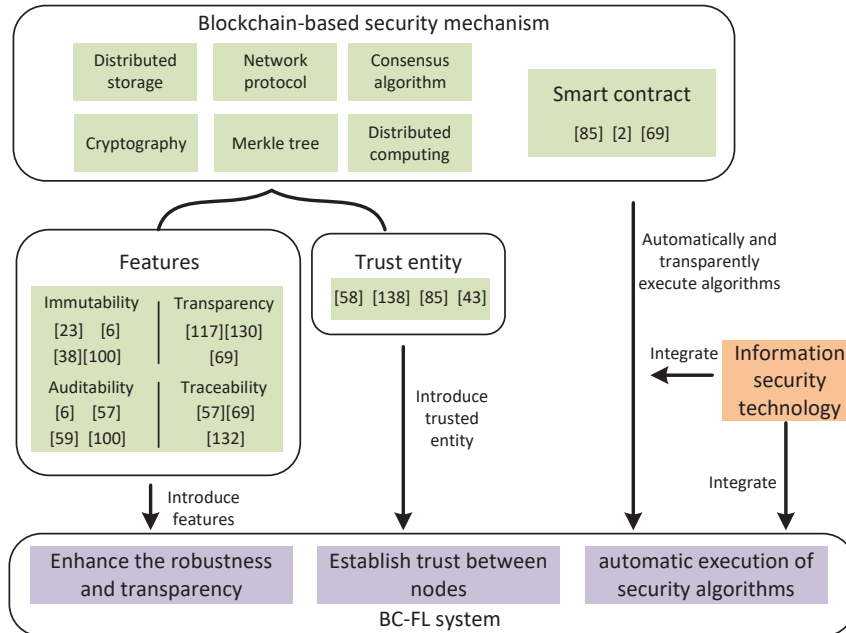 Blockchain-based security mechanism
Distributed
storage
Network
protocol
Consensus
algorithm
Cryptography
Merkle tree
Distributed
computing
Smart contract
[85] [2] [69]
Features
Immutability
[23] [6]
[38][100]
Transparency
[117][130]
[69]
Auditability
[6] [57]
[59] [100]
Traceability
[57][69]
[132]
Trust entity
[58] [138] [85] [43]
Automatically and
transparently
execute algorithms
Integrate
Information
security
technology
Introduce
trusted
entity
Integrate
Introduce
features
Enhance the robustness
and transparency
Establish trust between
nodes
automatic execution of
security algorithms
BC-FL system